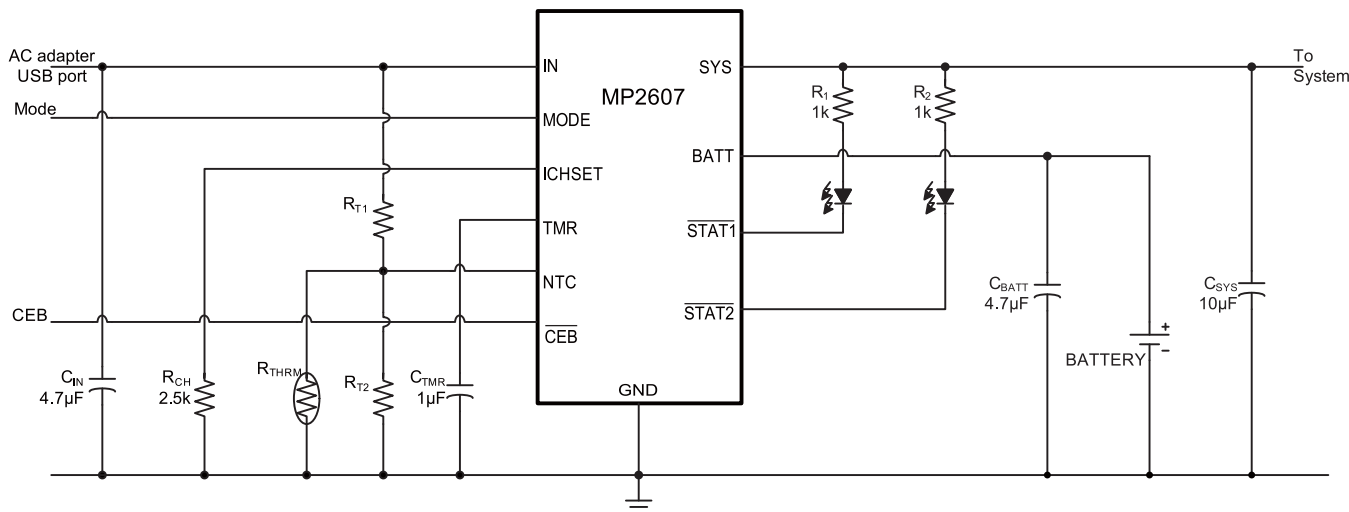 AC adapter
USB port
Mode
CEB
MP2607
IN
MODE
ICHSET
TMR
NTC
CEB
GND
SYS
BATT
STAT1
STAT2
To
System
R1
1k
R2
1k
RT1
CIN
4.7µF
RCH
2.5k
RTHRM
RT2
CTMR
1µF
CBATT
4.7µF
BATTERY
+
−
CSYS
10µF